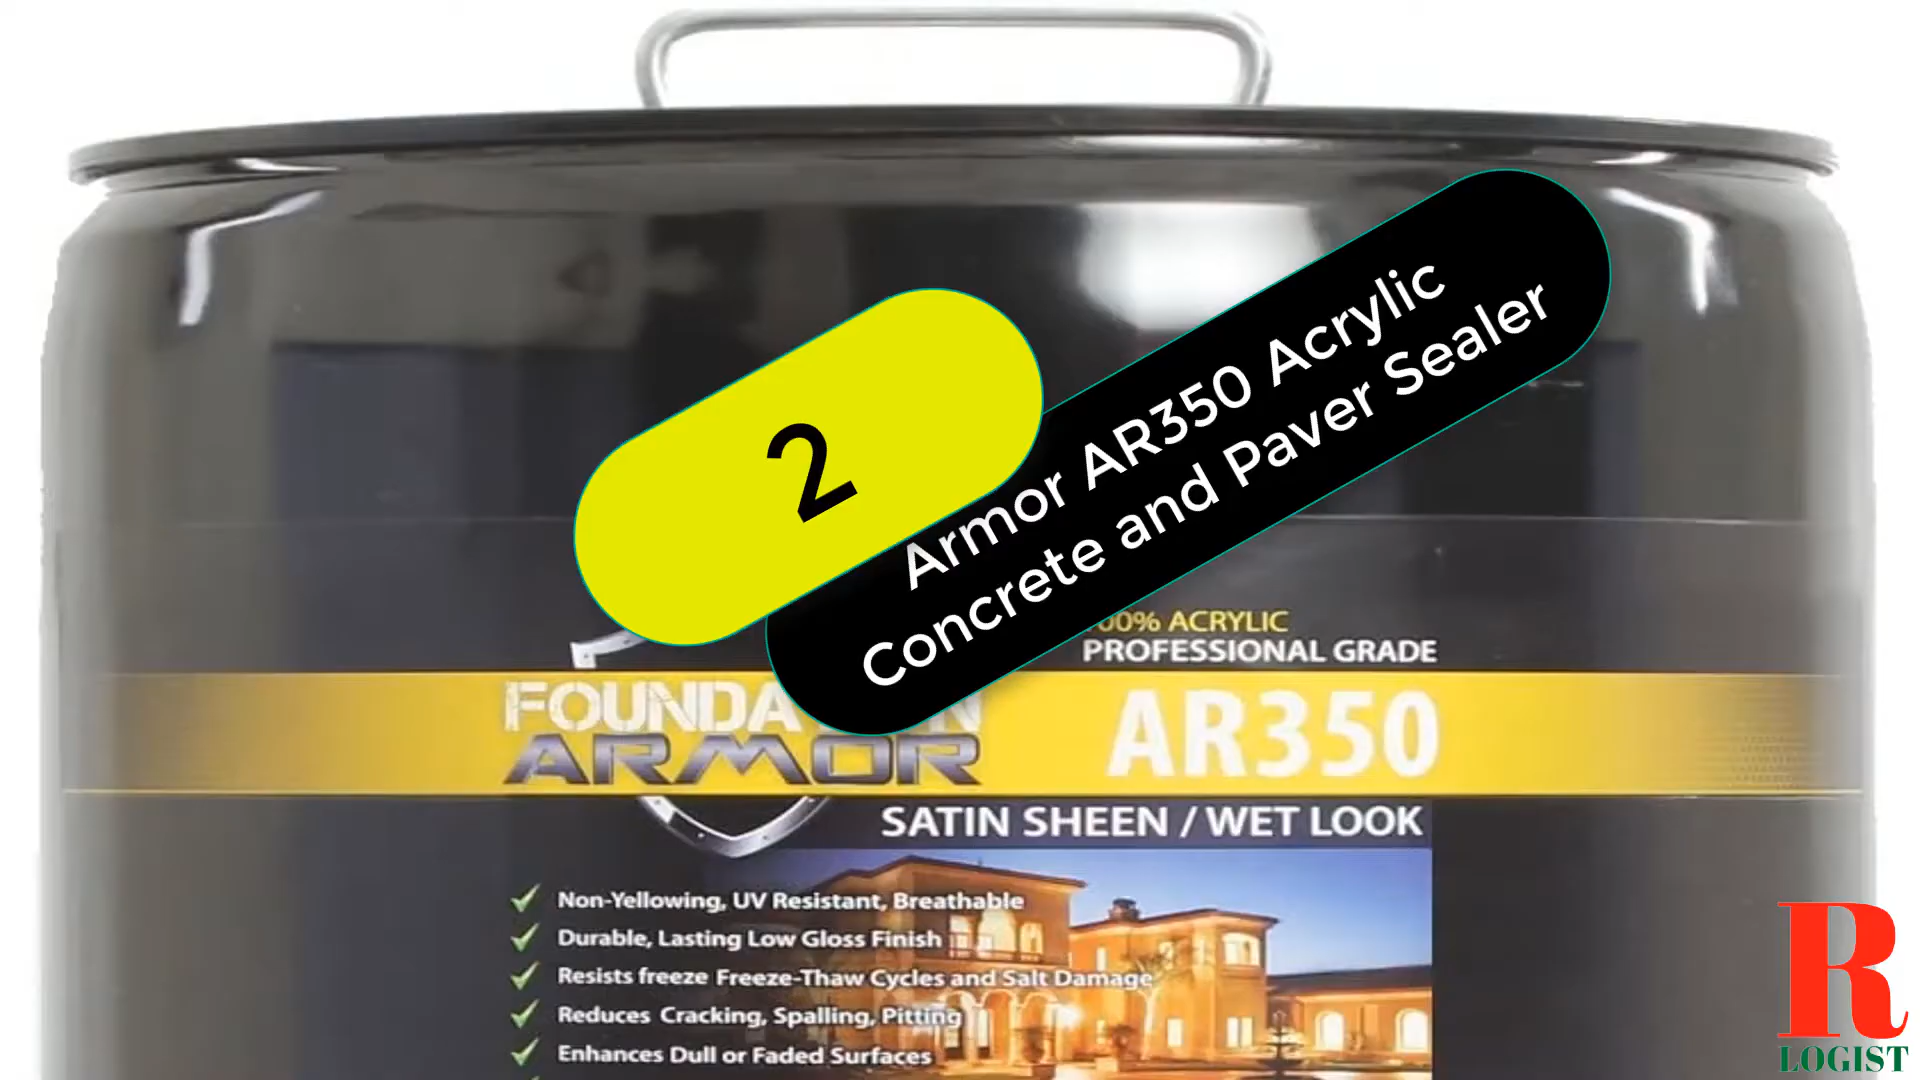 2
Armor AR350 Acrylic
Concrete and Paver Sealer
100% ACRYLIC
PROFESSIONAL GRADE
ARMOR
AR350
SATIN SHEEN / WET LOOK
Non-Yellowing, UV Resistant, Breathable
Durable, Lasting Low Gloss Finish
Resists freeze Freeze-Thaw Cycles and Salt Damage
Reduces Cracking, Spalling, Pitting
Enhances Dull or Faded Surfaces
R
LOGIST